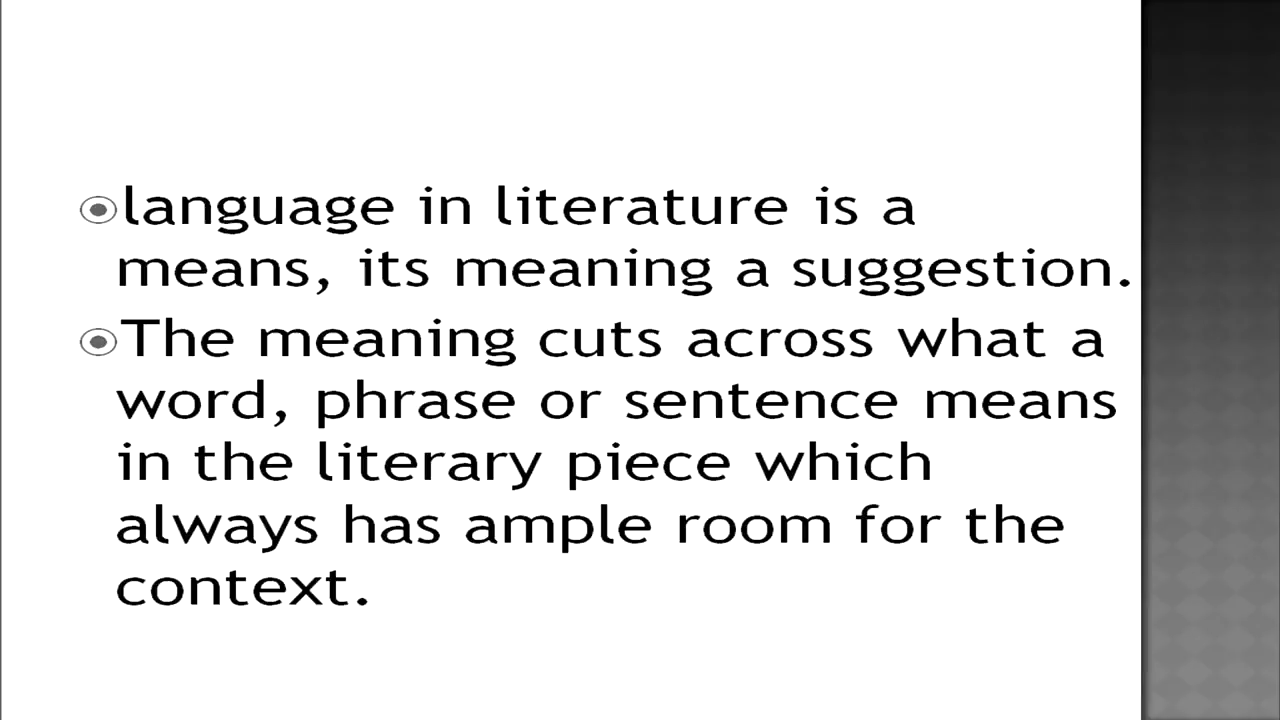 language in literature is a
means, its meaning a suggestion.
The meaning cuts across what a
word, phrase or sentence means
in the literary piece which
always has ample room for the
context.